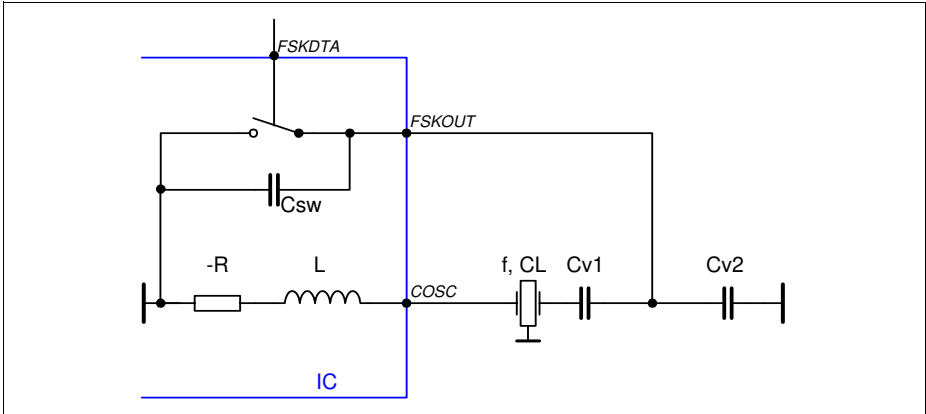 FSKDTA
FSKOUT
Csw
-R L f, CL Cv1 Cv2
COSC
IC